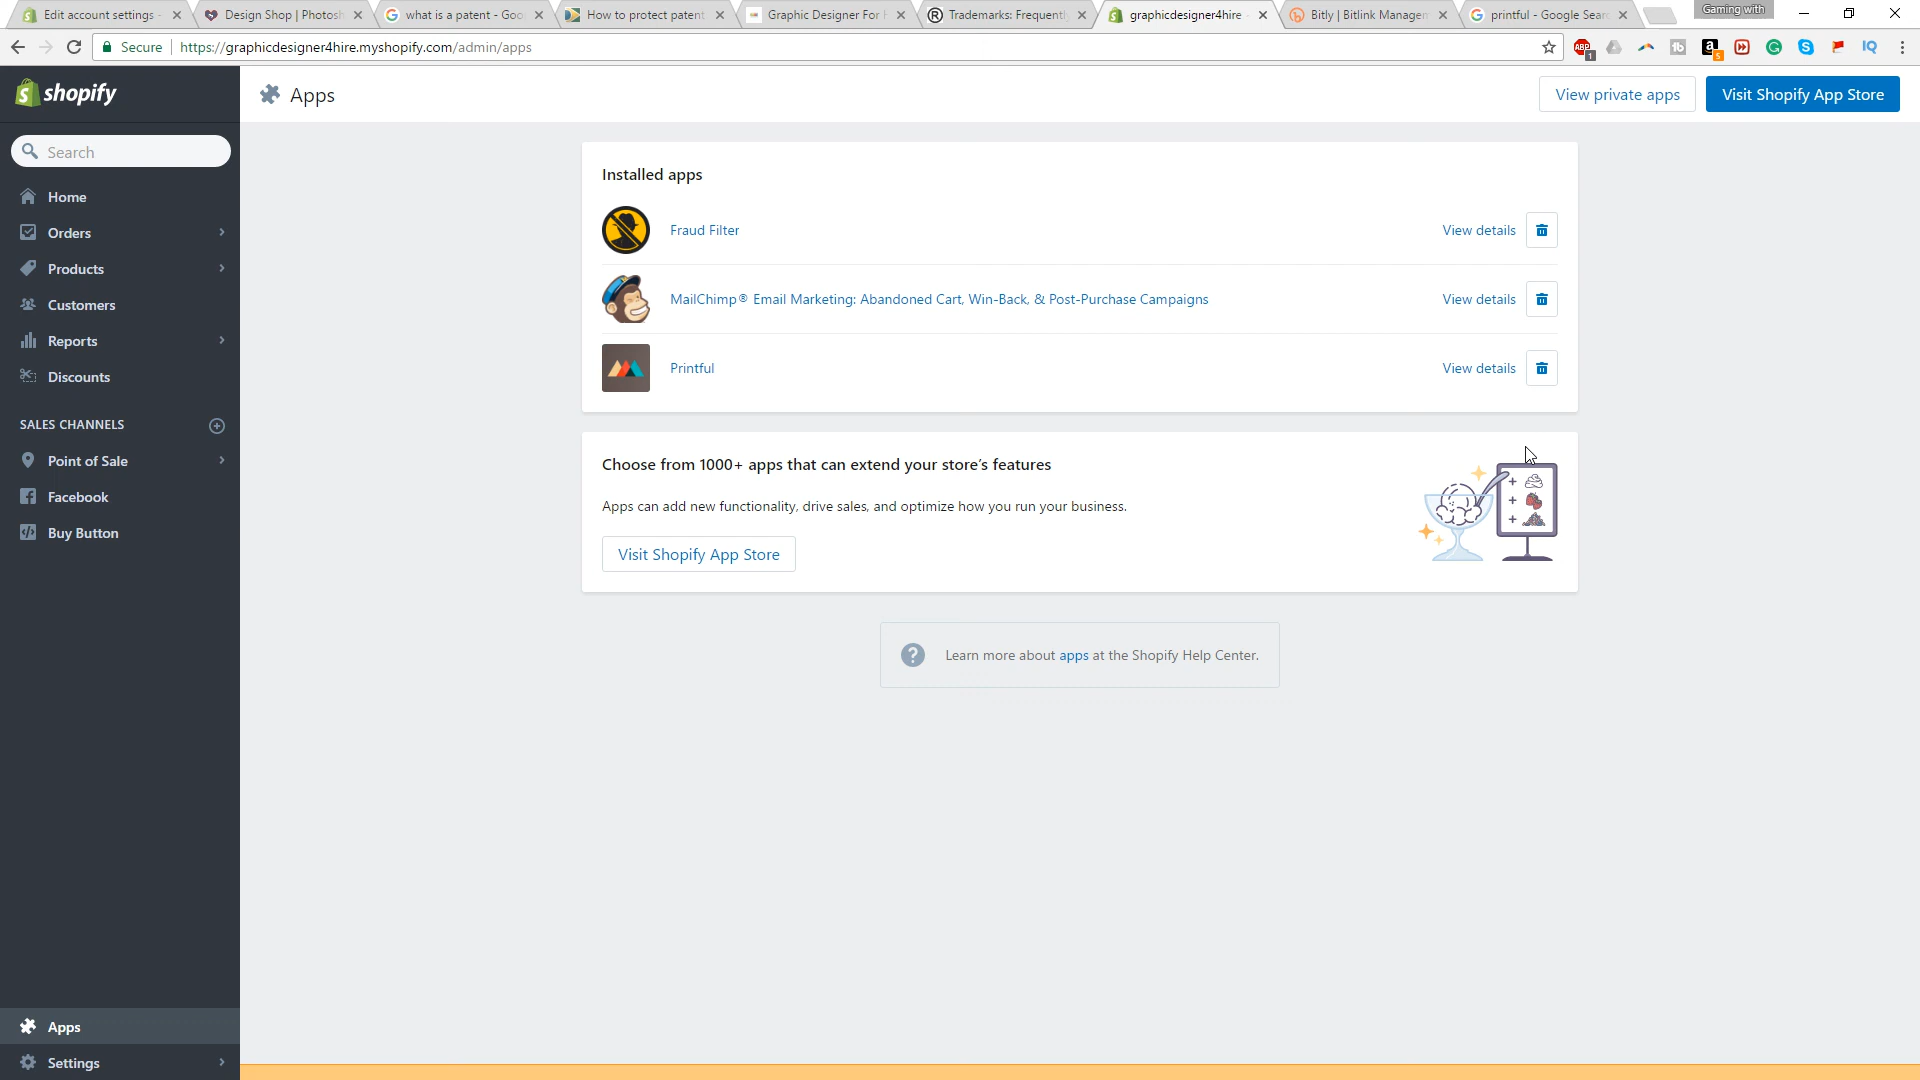 Edit account settings -
Design Shop | Photosh
what is a patent - Goo
How to protect patent
Graphic Designer For H
Trademarks: Frequentl
graphicdesigner4hire -
Bitly | Bitlink Managem
printful - Google Searc
Gaming with
Secure
https://graphicdesigner4hire.myshopify.com/admin/apps
shopify
Apps
View private apps
Visit Shopify App Store
Search
Home
Orders
Products
Customers
Reports
Discounts
SALES CHANNELS
Point of Sale
Facebook
Buy Button
Apps
Settings
Installed apps
Fraud Filter
View details
MailChimp® Email Marketing: Abandoned Cart, Win-Back, & Post-Purchase Campaigns
View details
Printful
View details
Choose from 1000+ apps that can extend your store's features
Apps can add new functionality, drive sales, and optimize how you run your business.
Visit Shopify App Store
Learn more about apps at the Shopify Help Center.